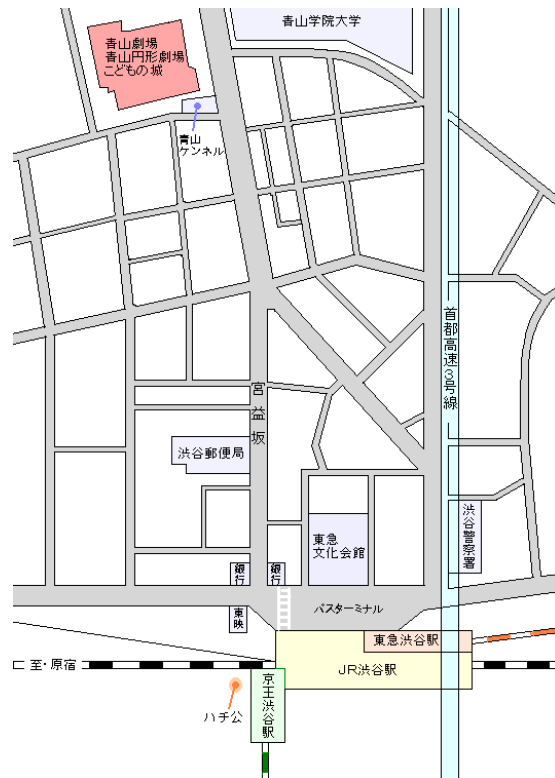 青山学院大学
青山劇場
青山円形劇場
こどもの城
青山
ケンネル
首都高速3号線
宮益坂
渋谷郵便局
東急
文化会館
渋谷警察署
銀行
銀行
東映
バスターミナル
東急渋谷駅
至・原宿
JR渋谷駅
京王渋谷駅
ハチ公